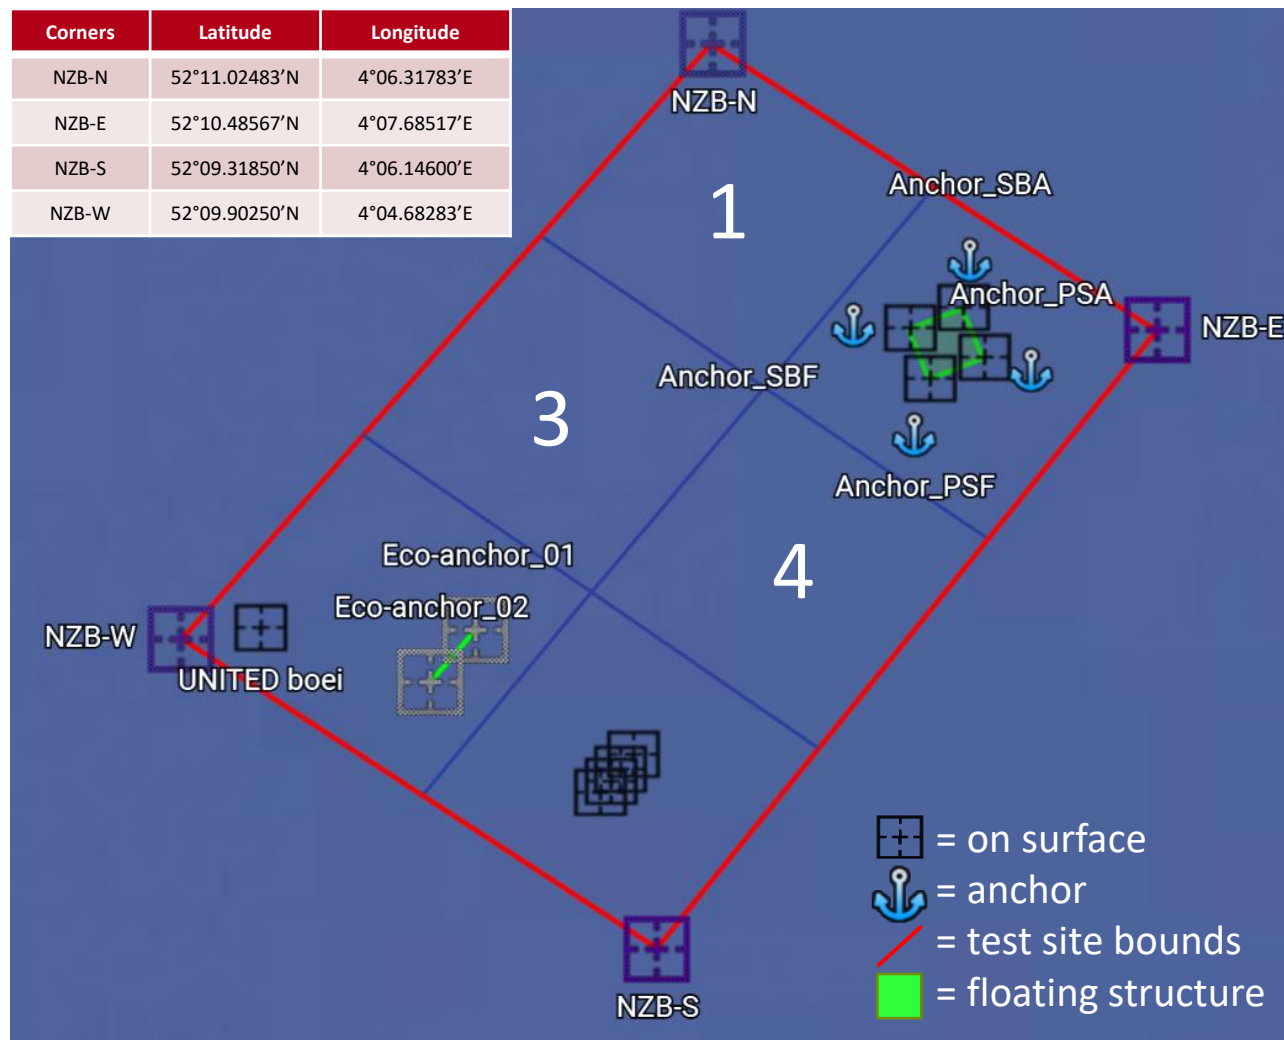 Corners Latitude Longitude
NZB-N 52°11.02483’N 4°06.31783’E
NZB-E 52°10.48567’N 4°07.68517’E
NZB-S 52°09.31850’N 4°06.14600’E
NZB-W 52°09.90250’N 4°04.68283’E
NZB-N
1
Anchor_SBA
Anchor_PSA
NZB-E
Anchor_SBF
3
Anchor_PSF
4
Eco-anchor_01
Eco-anchor_02
NZB-W
UNITED boei
NZB-S
= on surface
= anchor
= test site bounds
= floating structure